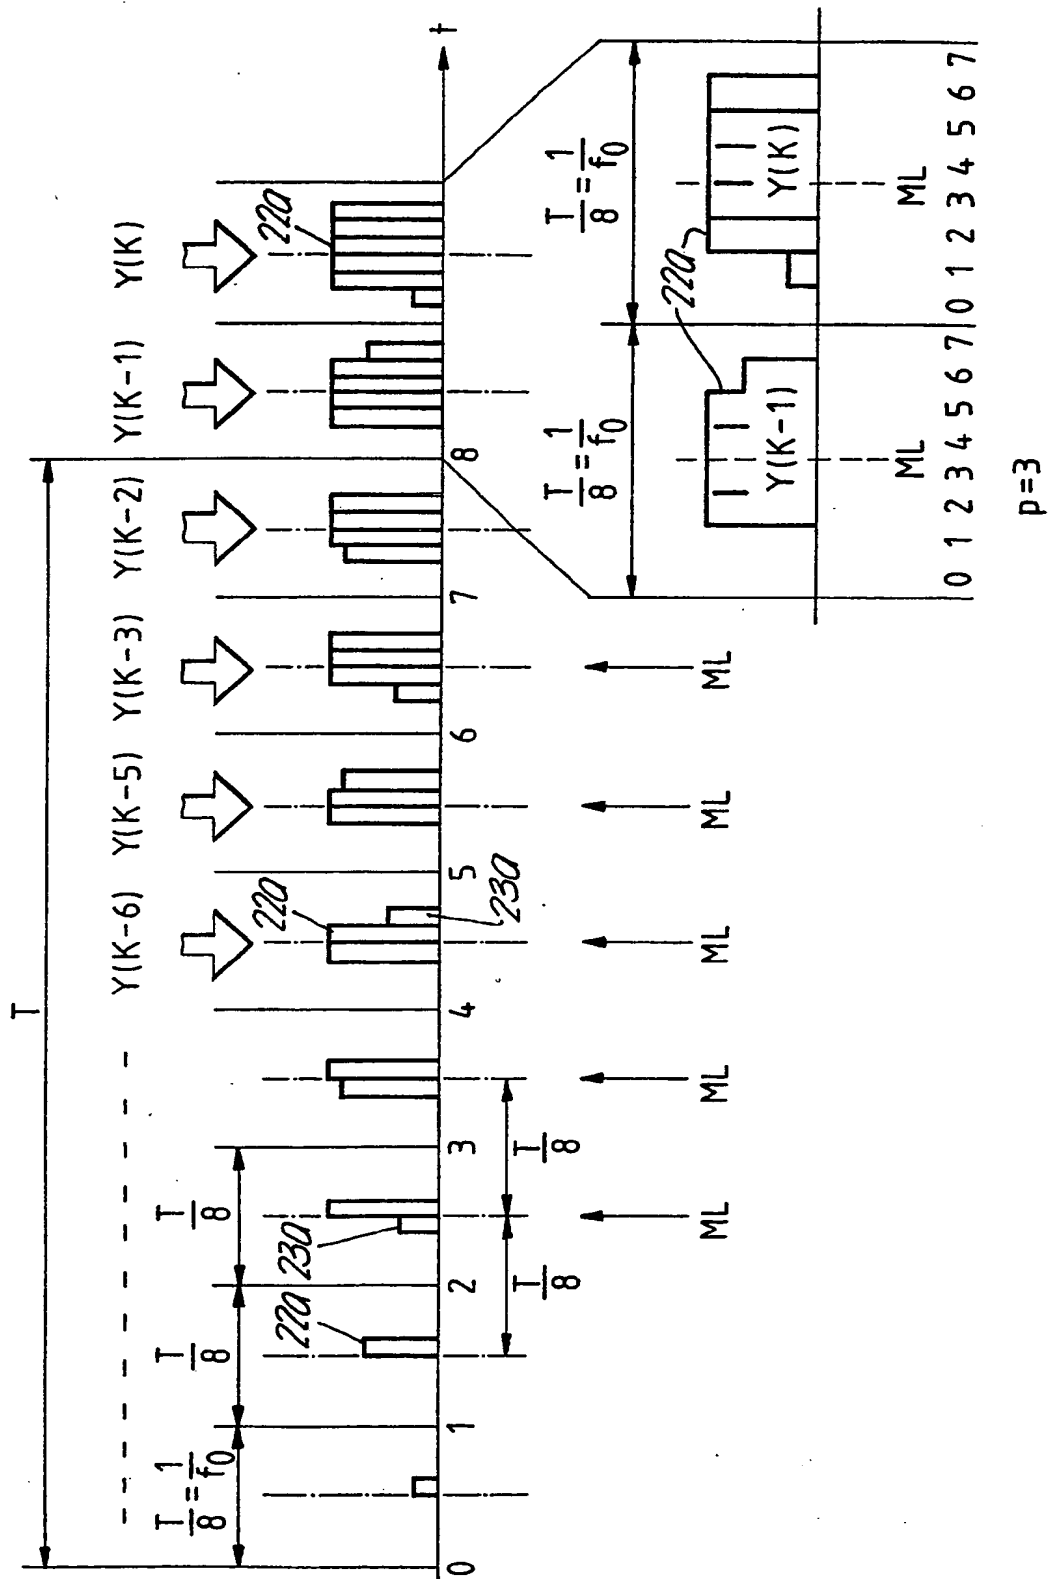 T
Y(K-6) Y(K-5) Y(K-3) Y(K-2) Y(K-1) Y(K)
T/8 = 1/f0
T/8
T/8
220
230
220
220
t
0 1 2 3 4 5 6 7 8
230
T/8
T/8
ML ML ML ML ML
T/8 = 1/f0
T/8 = 1/f0
220
Y(K-1)
Y(K)
ML
ML
0 1 2 3 4 5 6 7 0 1 2 3 4 5 6 7
p=3